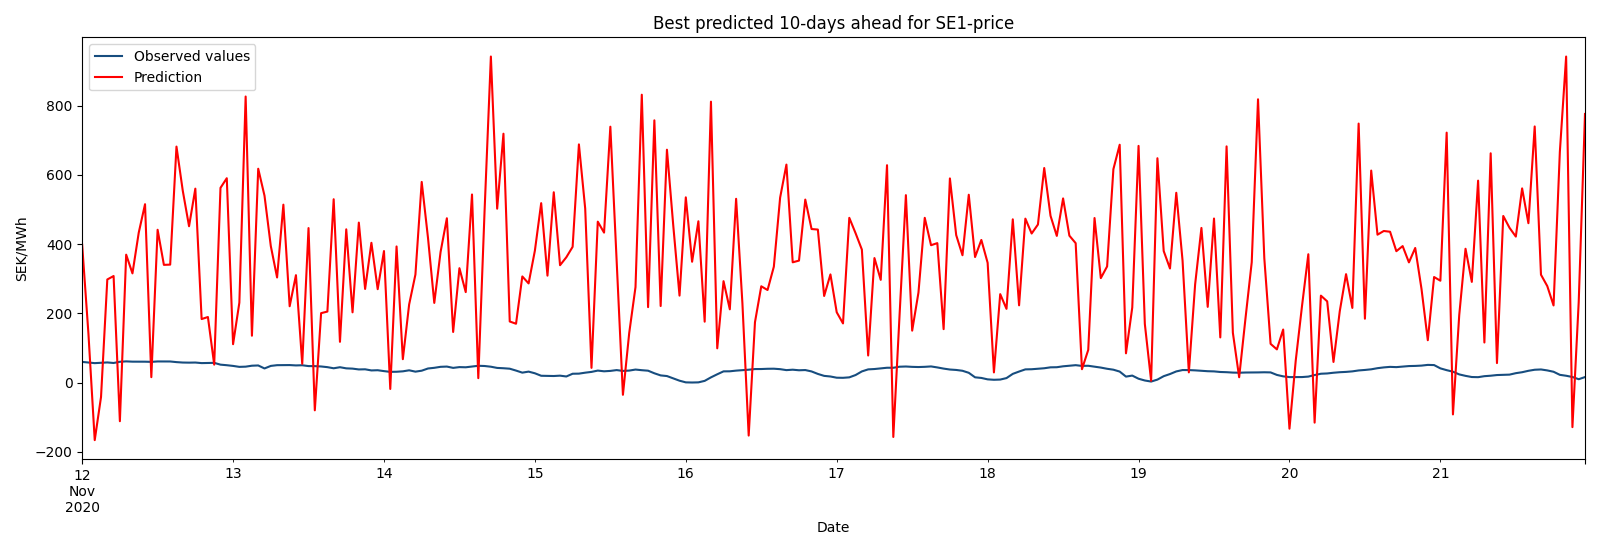 Best predicted 10-days ahead for SE1-price
Observed values
Prediction
SEK/MWh
800
600
400
200
0
−200
12 13 14 15 16 17 18 19 20 21
Nov
2020
Date